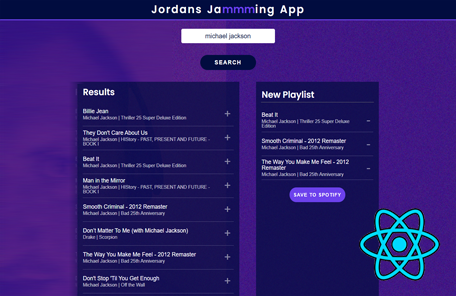 Jordans Jammming App
michael jackson
SEARCH
Results
Billie Jean
Michael Jackson | Thriller 25 Super Deluxe Edition
+
They Don't Care About Us
Michael Jackson | HIStory - PAST, PRESENT AND FUTURE -
BOOK I
+
Beat It
Michael Jackson | Thriller 25 Super Deluxe Edition
+
Man in the Mirror
Michael Jackson | HIStory - PAST, PRESENT AND FUTURE -
BOOK I
+
Smooth Criminal - 2012 Remaster
Michael Jackson | Bad 25th Anniversary
+
Don't Matter To Me (with Michael Jackson)
Drake | Scorpion
+
The Way You Make Me Feel - 2012 Remaster
Michael Jackson | Bad 25th Anniversary
+
Don't Stop 'Til You Get Enough
Michael Jackson | Off the Wall
+
New Playlist
Beat It
Michael Jackson | Thriller 25 Super Deluxe
Edition
-
Smooth Criminal - 2012 Remaster
Michael Jackson | Bad 25th Anniversary
-
The Way You Make Me Feel - 2012
Remaster
Michael Jackson | Bad 25th Anniversary
-
SAVE TO SPOTIFY